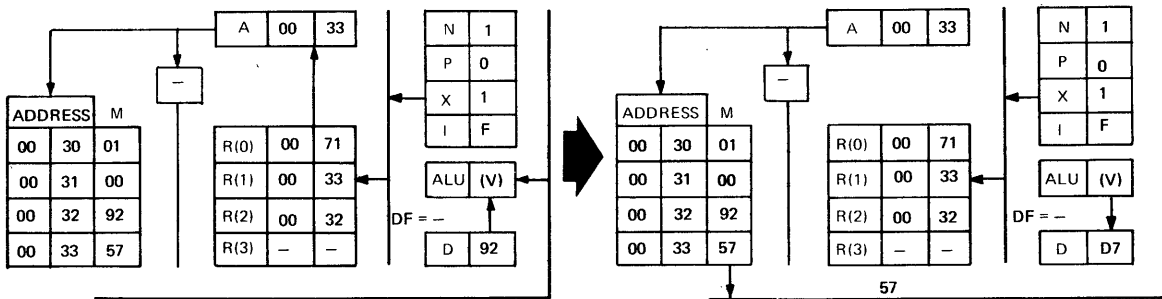 A 00 33
N 1
P 0
X 1
I F
–
ADDRESS M
00 30 01
00 31 00
00 32 92
00 33 57
R(0) 00 71
R(1) 00 33
R(2) 00 32
R(3) – –
ALU (V)
DF = –
D 92
A 00 33
N 1
P 0
X 1
I F
–
ADDRESS M
00 30 01
00 31 00
00 32 92
00 33 57
R(0) 00 71
R(1) 00 33
R(2) 00 32
R(3) – –
ALU (V)
DF = –
D D7
57